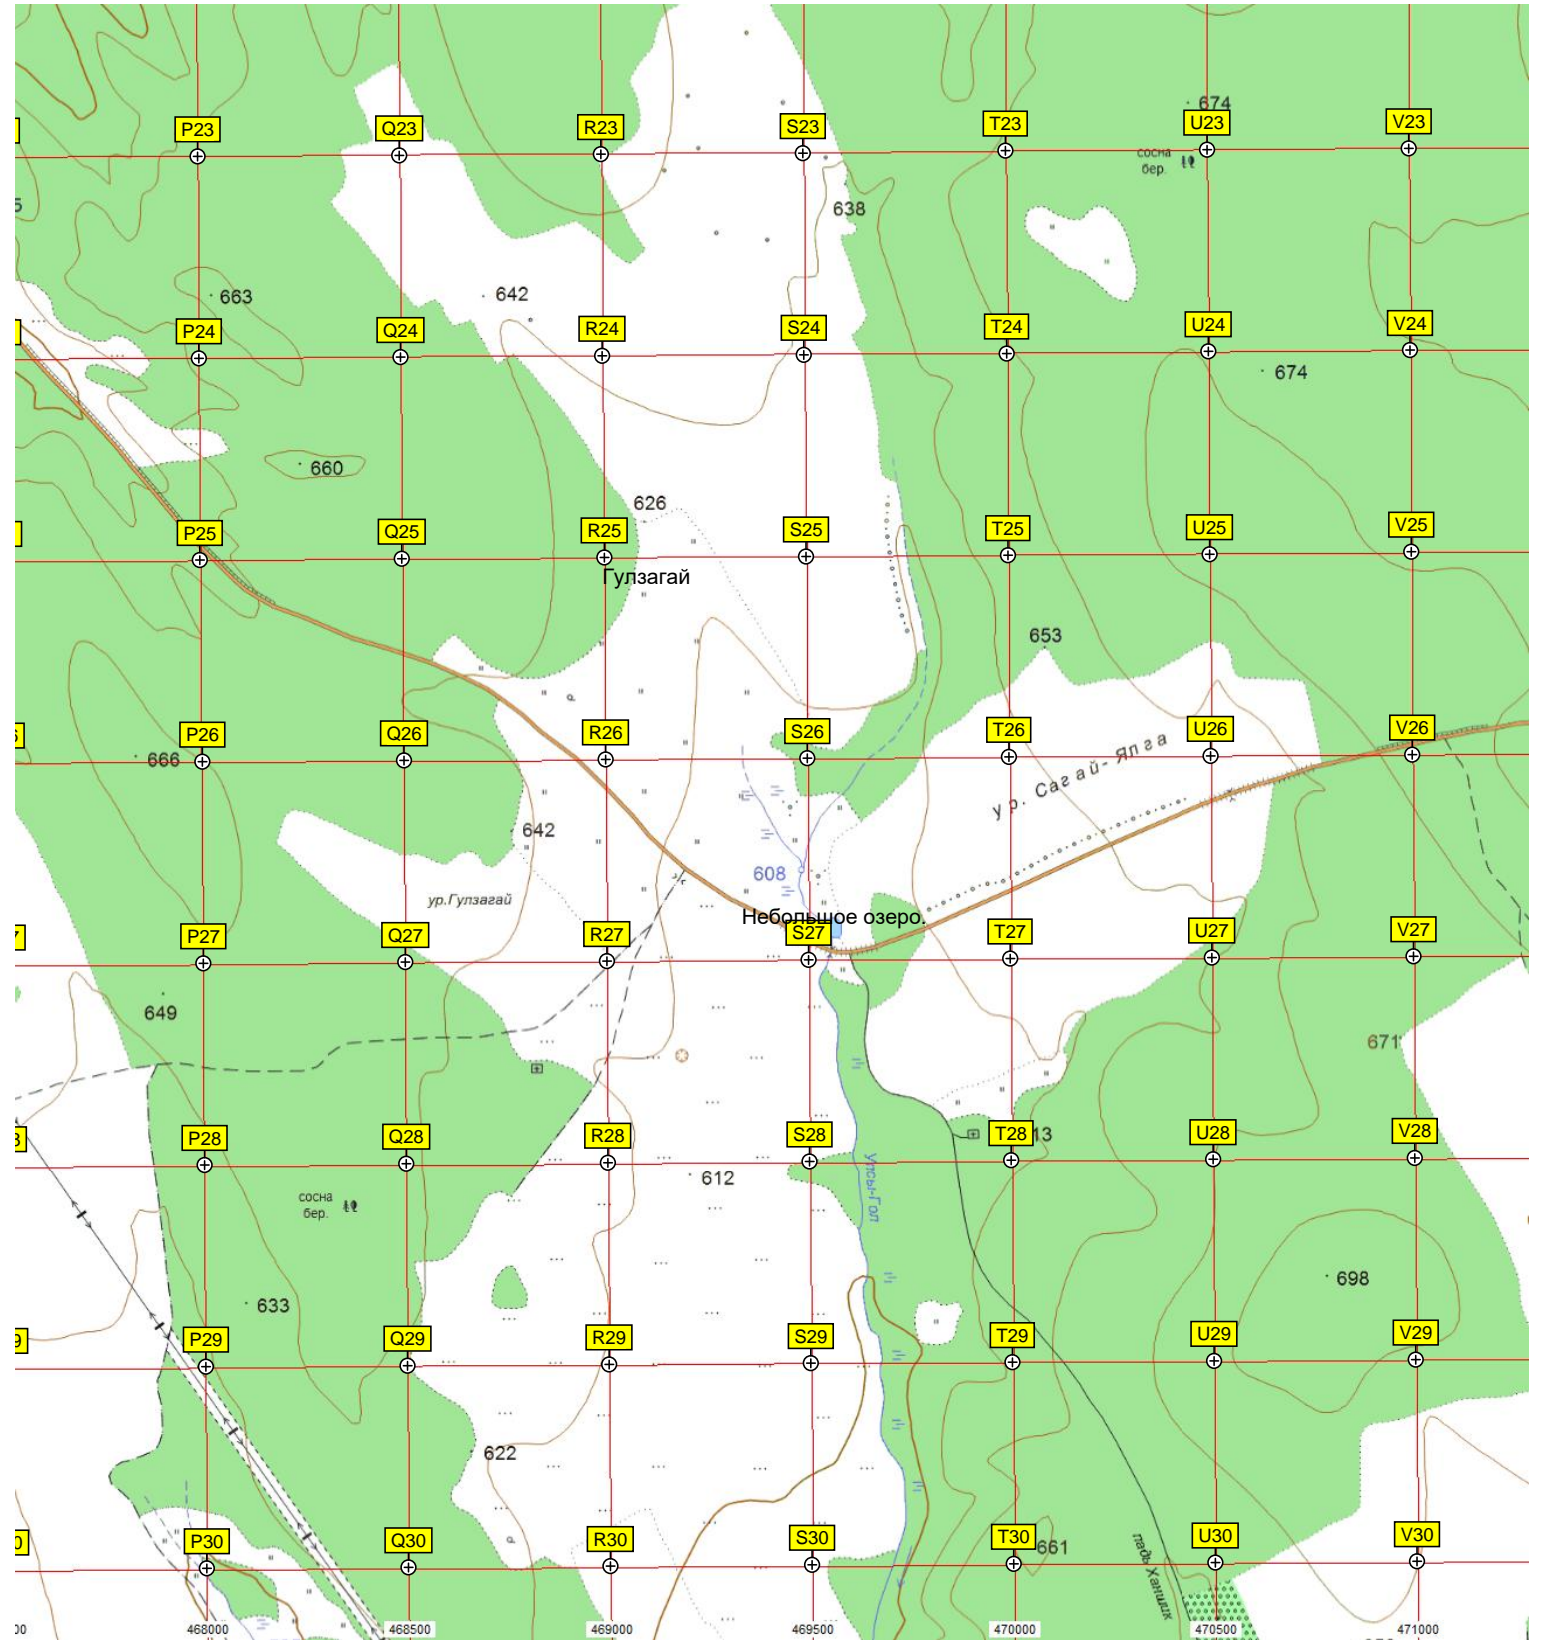 674
P23 Q23 R23 S23 T23 U23 V23
сосна
бер.
638
663 642
P24 Q24 R24 S24 T24 U24 V24
674
660
626
P25 Q25 R25 S25 T25 U25 V25
Гулзагай
653
P26 Q26 R26 S26 T26 U26 V26
666
ур. Сагай-Ялга
642
608
ур.Гулзагай
Небольшое озеро.
P27 Q27 R27 S27 T27 U27 V27
649
671
P28 Q28 R28 S28 T28 13 U28 V28
612
Упсы-Гол
сосна
бер.
698
633
P29 Q29 R29 S29 T29 U29 V29
622
P30 Q30 R30 S30 T30 U30 V30
661
падь Ханшик
468000 468500 469000 469500 470000 470500 471000